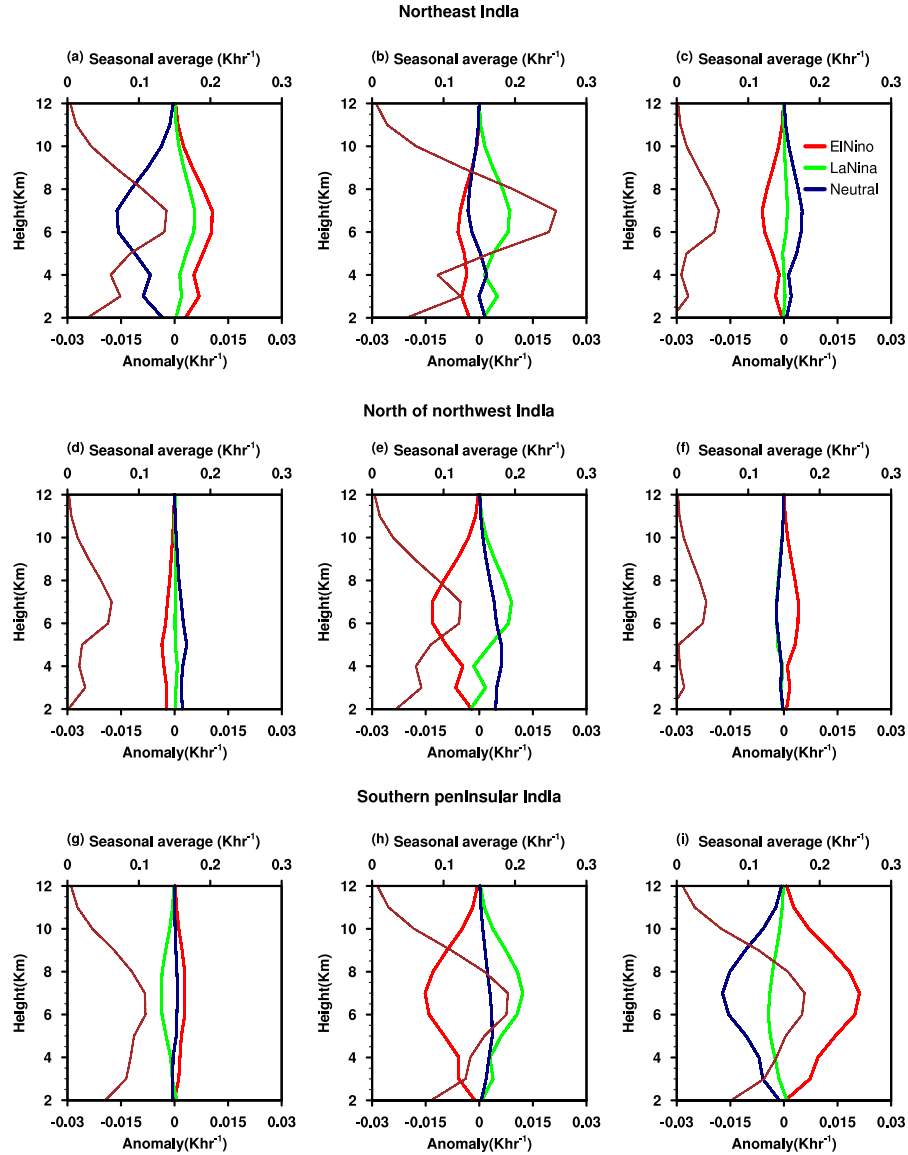 Northeast India
(a) Seasonal average (Khr-1) (b) Seasonal average (Khr-1) (c) Seasonal average (Khr-1)
0 0.1 0.2 0.3 0 0.1 0.2 0.3 0 0.1 0.2 0.3
12 12 12
10 10 10
ElNino
LaNina
Neutral
8 8 8
6 6 6
4 4 4
2 2 2
Height(Km) Height(Km) Height(Km)
-0.03 -0.015 0 0.015 0.03 -0.03 -0.015 0 0.015 0.03 -0.03 -0.015 0 0.015 0.03
Anomaly(Khr-1) Anomaly(Khr-1) Anomaly(Khr-1)
North of northwest India
(d) Seasonal average (Khr-1) (e) Seasonal average (Khr-1) (f) Seasonal average (Khr-1)
0 0.1 0.2 0.3 0 0.1 0.2 0.3 0 0.1 0.2 0.3
12 12 12
10 10 10
8 8 8
6 6 6
4 4 4
2 2 2
Height(Km) Height(Km) Height(Km)
-0.03 -0.015 0 0.015 0.03 -0.03 -0.015 0 0.015 0.03 -0.03 -0.015 0 0.015 0.03
Anomaly(Khr-1) Anomaly(Khr-1) Anomaly(Khr-1)
Southern peninsular India
(g) Seasonal average (Khr-1) (h) Seasonal average (Khr-1) (i) Seasonal average (Khr-1)
0 0.1 0.2 0.3 0 0.1 0.2 0.3 0 0.1 0.2 0.3
12 12 12
10 10 10
8 8 8
6 6 6
4 4 4
2 2 2
Height(Km) Height(Km) Height(Km)
-0.03 -0.015 0 0.015 0.03 -0.03 -0.015 0 0.015 0.03 -0.03 -0.015 0 0.015 0.03
Anomaly(Khr-1) Anomaly(Khr-1) Anomaly(Khr-1)